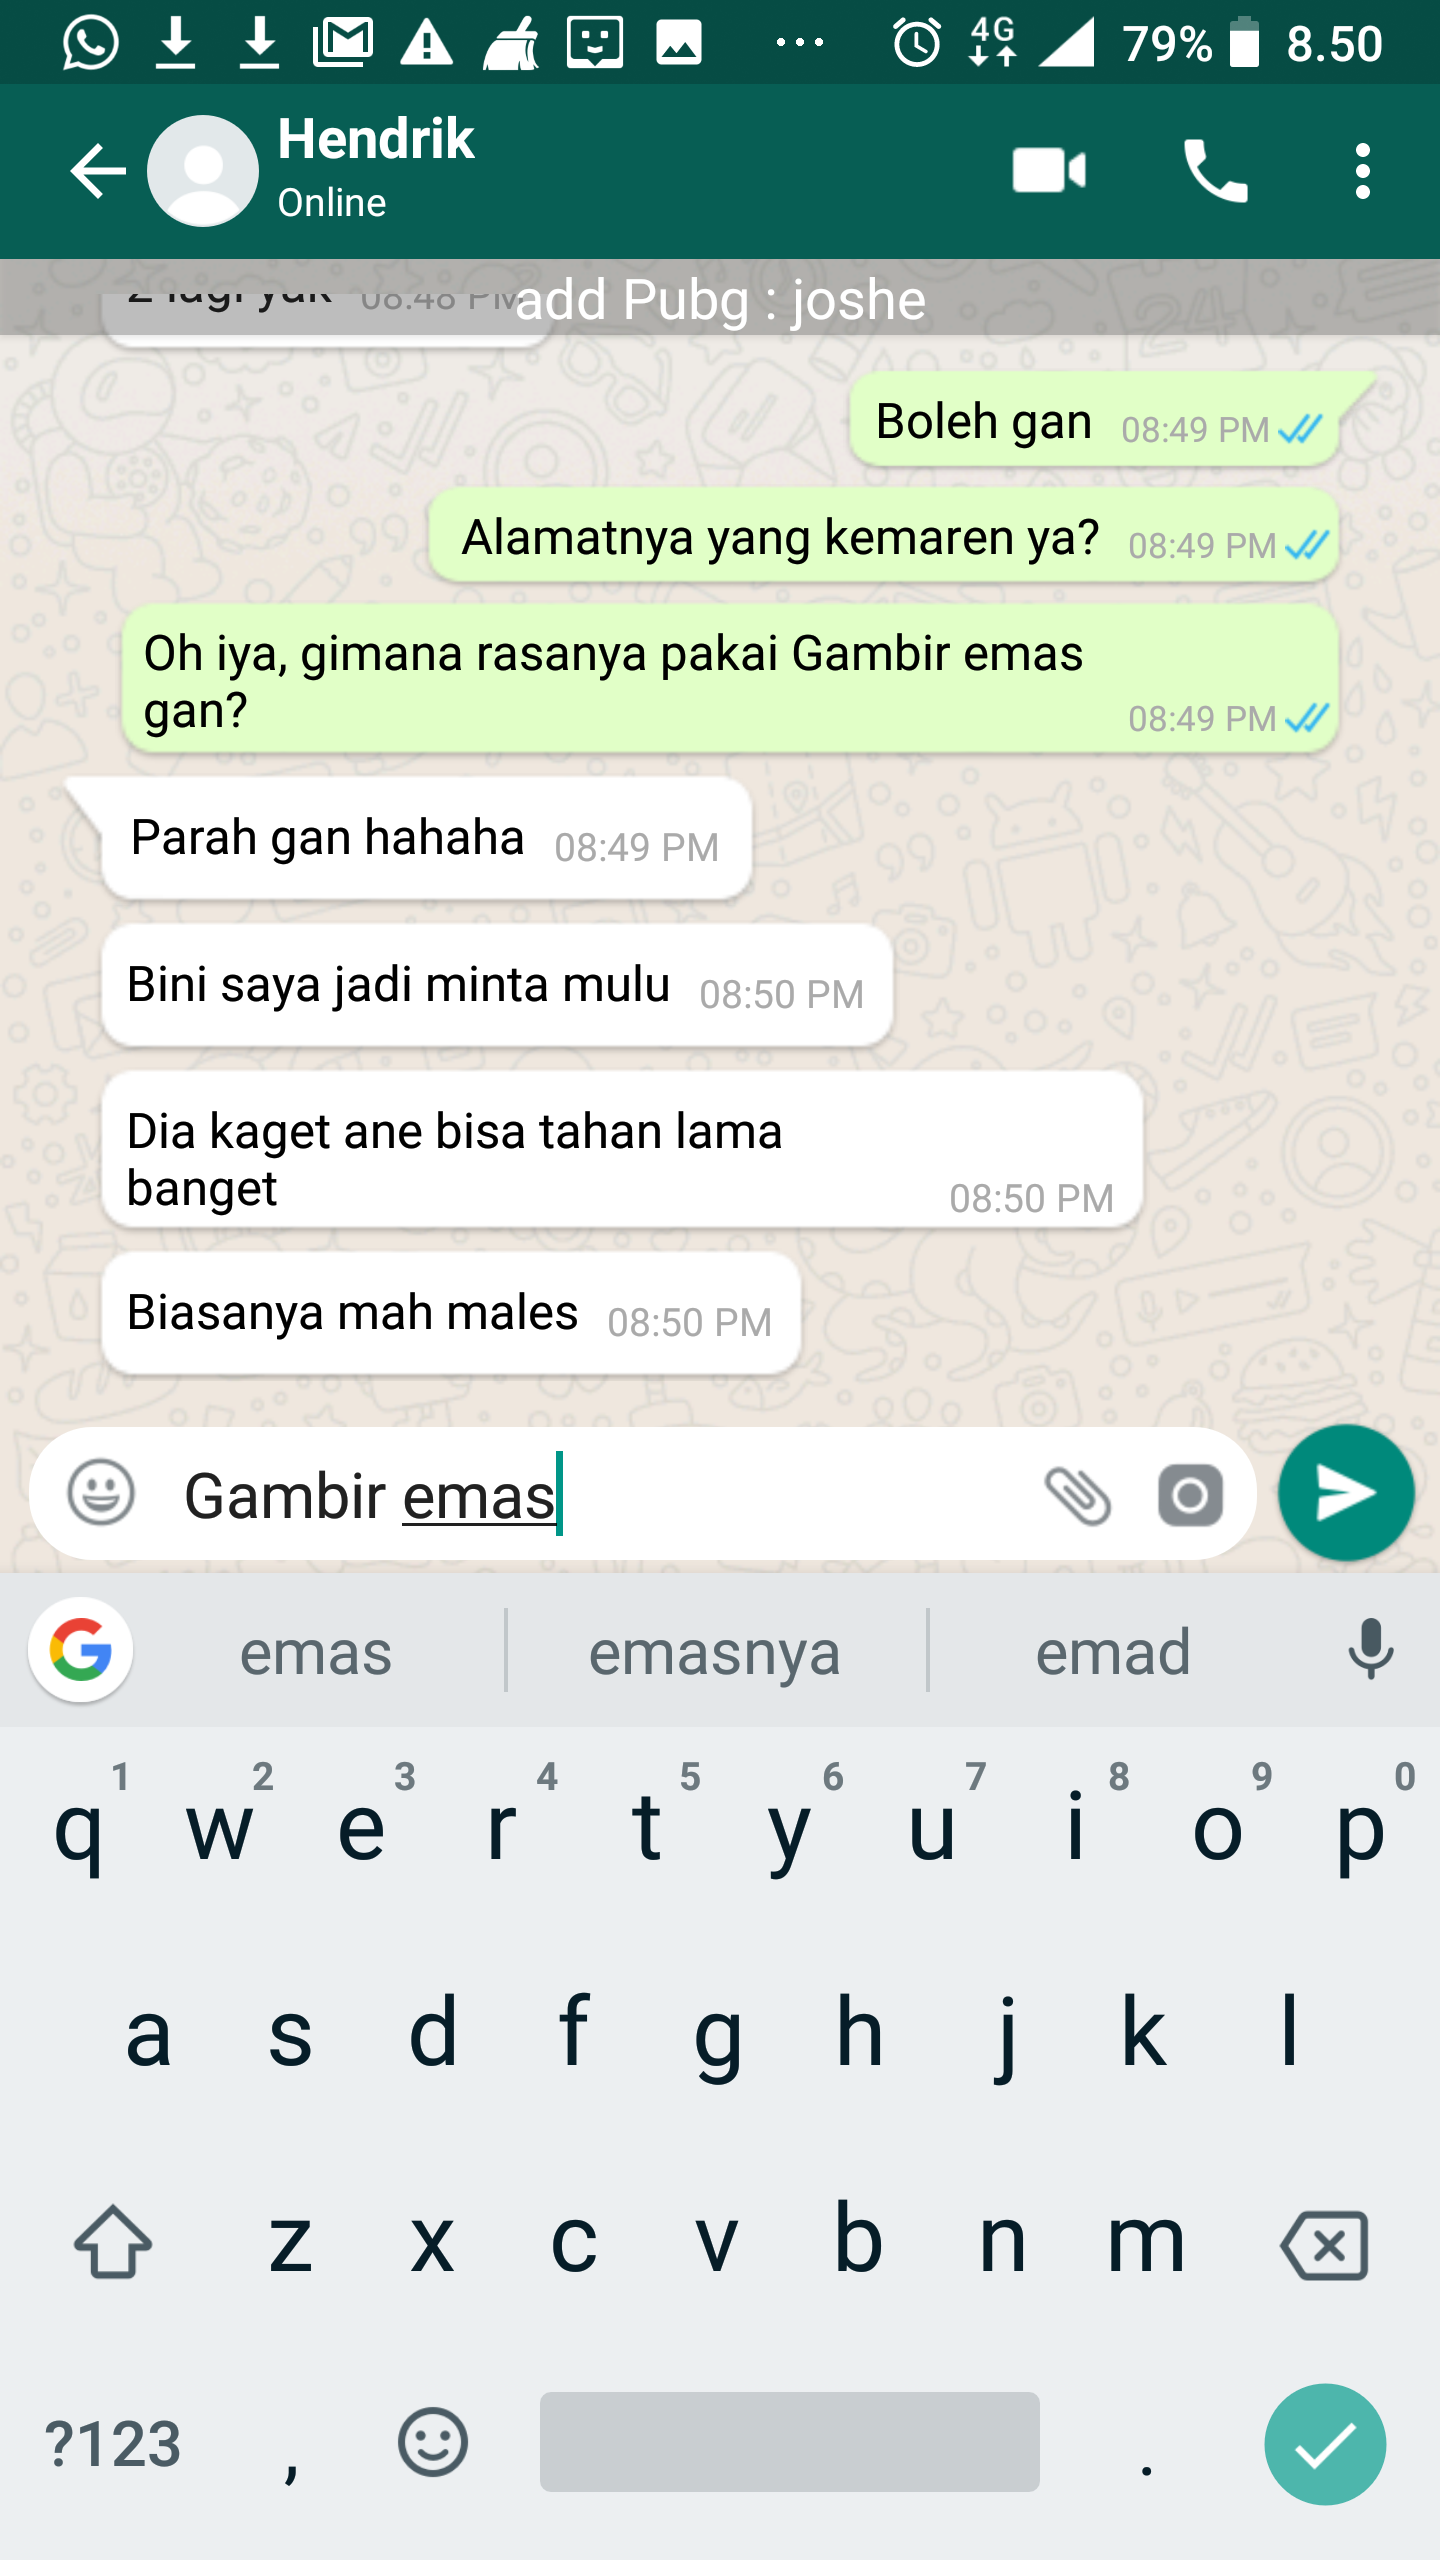 4G
79%
8.50
Hendrik
Online
add Pubg : joshe
2 lagi yak 08:48 PM
Boleh gan 08:49 PM
Alamatnya yang kemaren ya? 08:49 PM
Oh iya, gimana rasanya pakai Gambir emas
gan? 08:49 PM
Parah gan hahaha 08:49 PM
Bini saya jadi minta mulu 08:50 PM
Dia kaget ane bisa tahan lama
banget 08:50 PM
Biasanya mah males 08:50 PM
Gambir emas
emas emasnya emad
1 2 3 4 5 6 7 8 9 0
q w e r t y u i o p
a s d f g h j k l
z x c v b n m
?123 , .